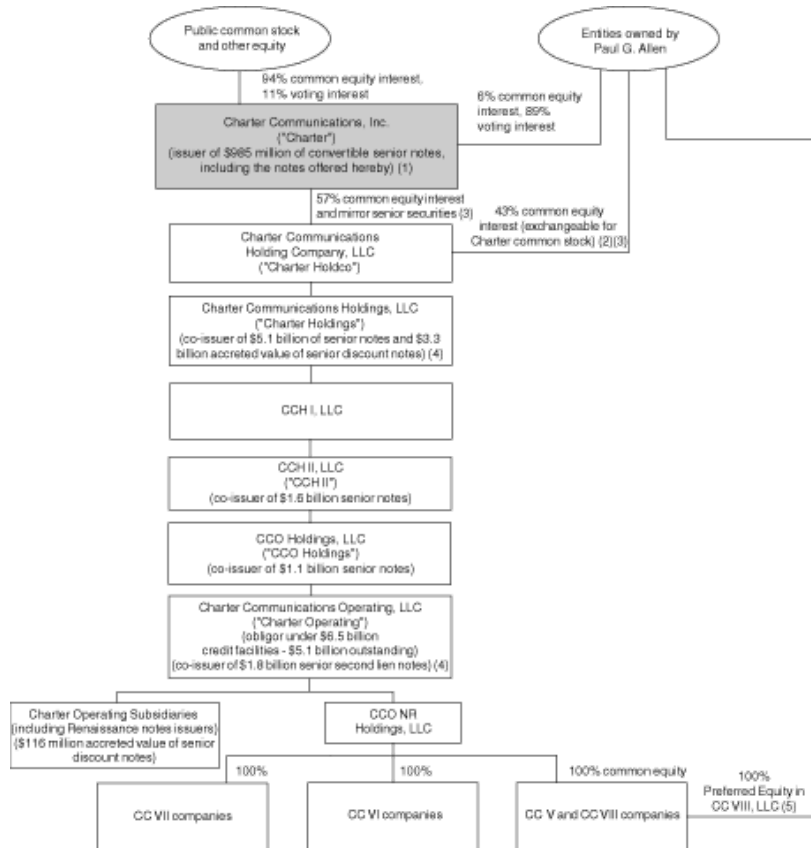 Public common stock
and other equity
Entities owned by
Paul G. Allen
94% common equity interest,
11% voting interest
6% common equity
interest, 89%
voting interest
Charter Communications, Inc.
("Charter")
(issuer of $985 million of convertible senior notes,
including the notes offered hereby) (1)
57% common equity interest
and mirror senior securities (3)
43% common equity
interest (exchangeable for
Charter common stock) (2)(3)
Charter Communications
Holding Company, LLC
("Charter Holdco)
Charter Communications Holdings, LLC
("Charter Holdings")
(co-issuer of $5.1 billion of senior notes and $3.3
billion accreted value of senior discount notes) (4)
CCH I, LLC
CCH II, LLC
("CCH II")
(co-issuer of $1.6 billion senior notes)
CCO Holdings, LLC
("CCO Holdings")
(co-issuer of $1.1 billion senior notes)
Charter Communications Operating, LLC
("Charter Operating")
(obligor under $6.5 billion
credit facilities - $5.1 billion outstanding)
(co-issuer of $1.8 billion senior second lien notes) (4)
Charter Operating Subsidiaries
(including Renaissance notes issuers)
($116 million accreted value of senior
discount notes)
CCO NR
Holdings, LLC
100%
100%
100% common equity
100%
Preferred Equity in
CC VIII, LLC (5)
CC VII companies
CC VI companies
CC V and CC VIII companies